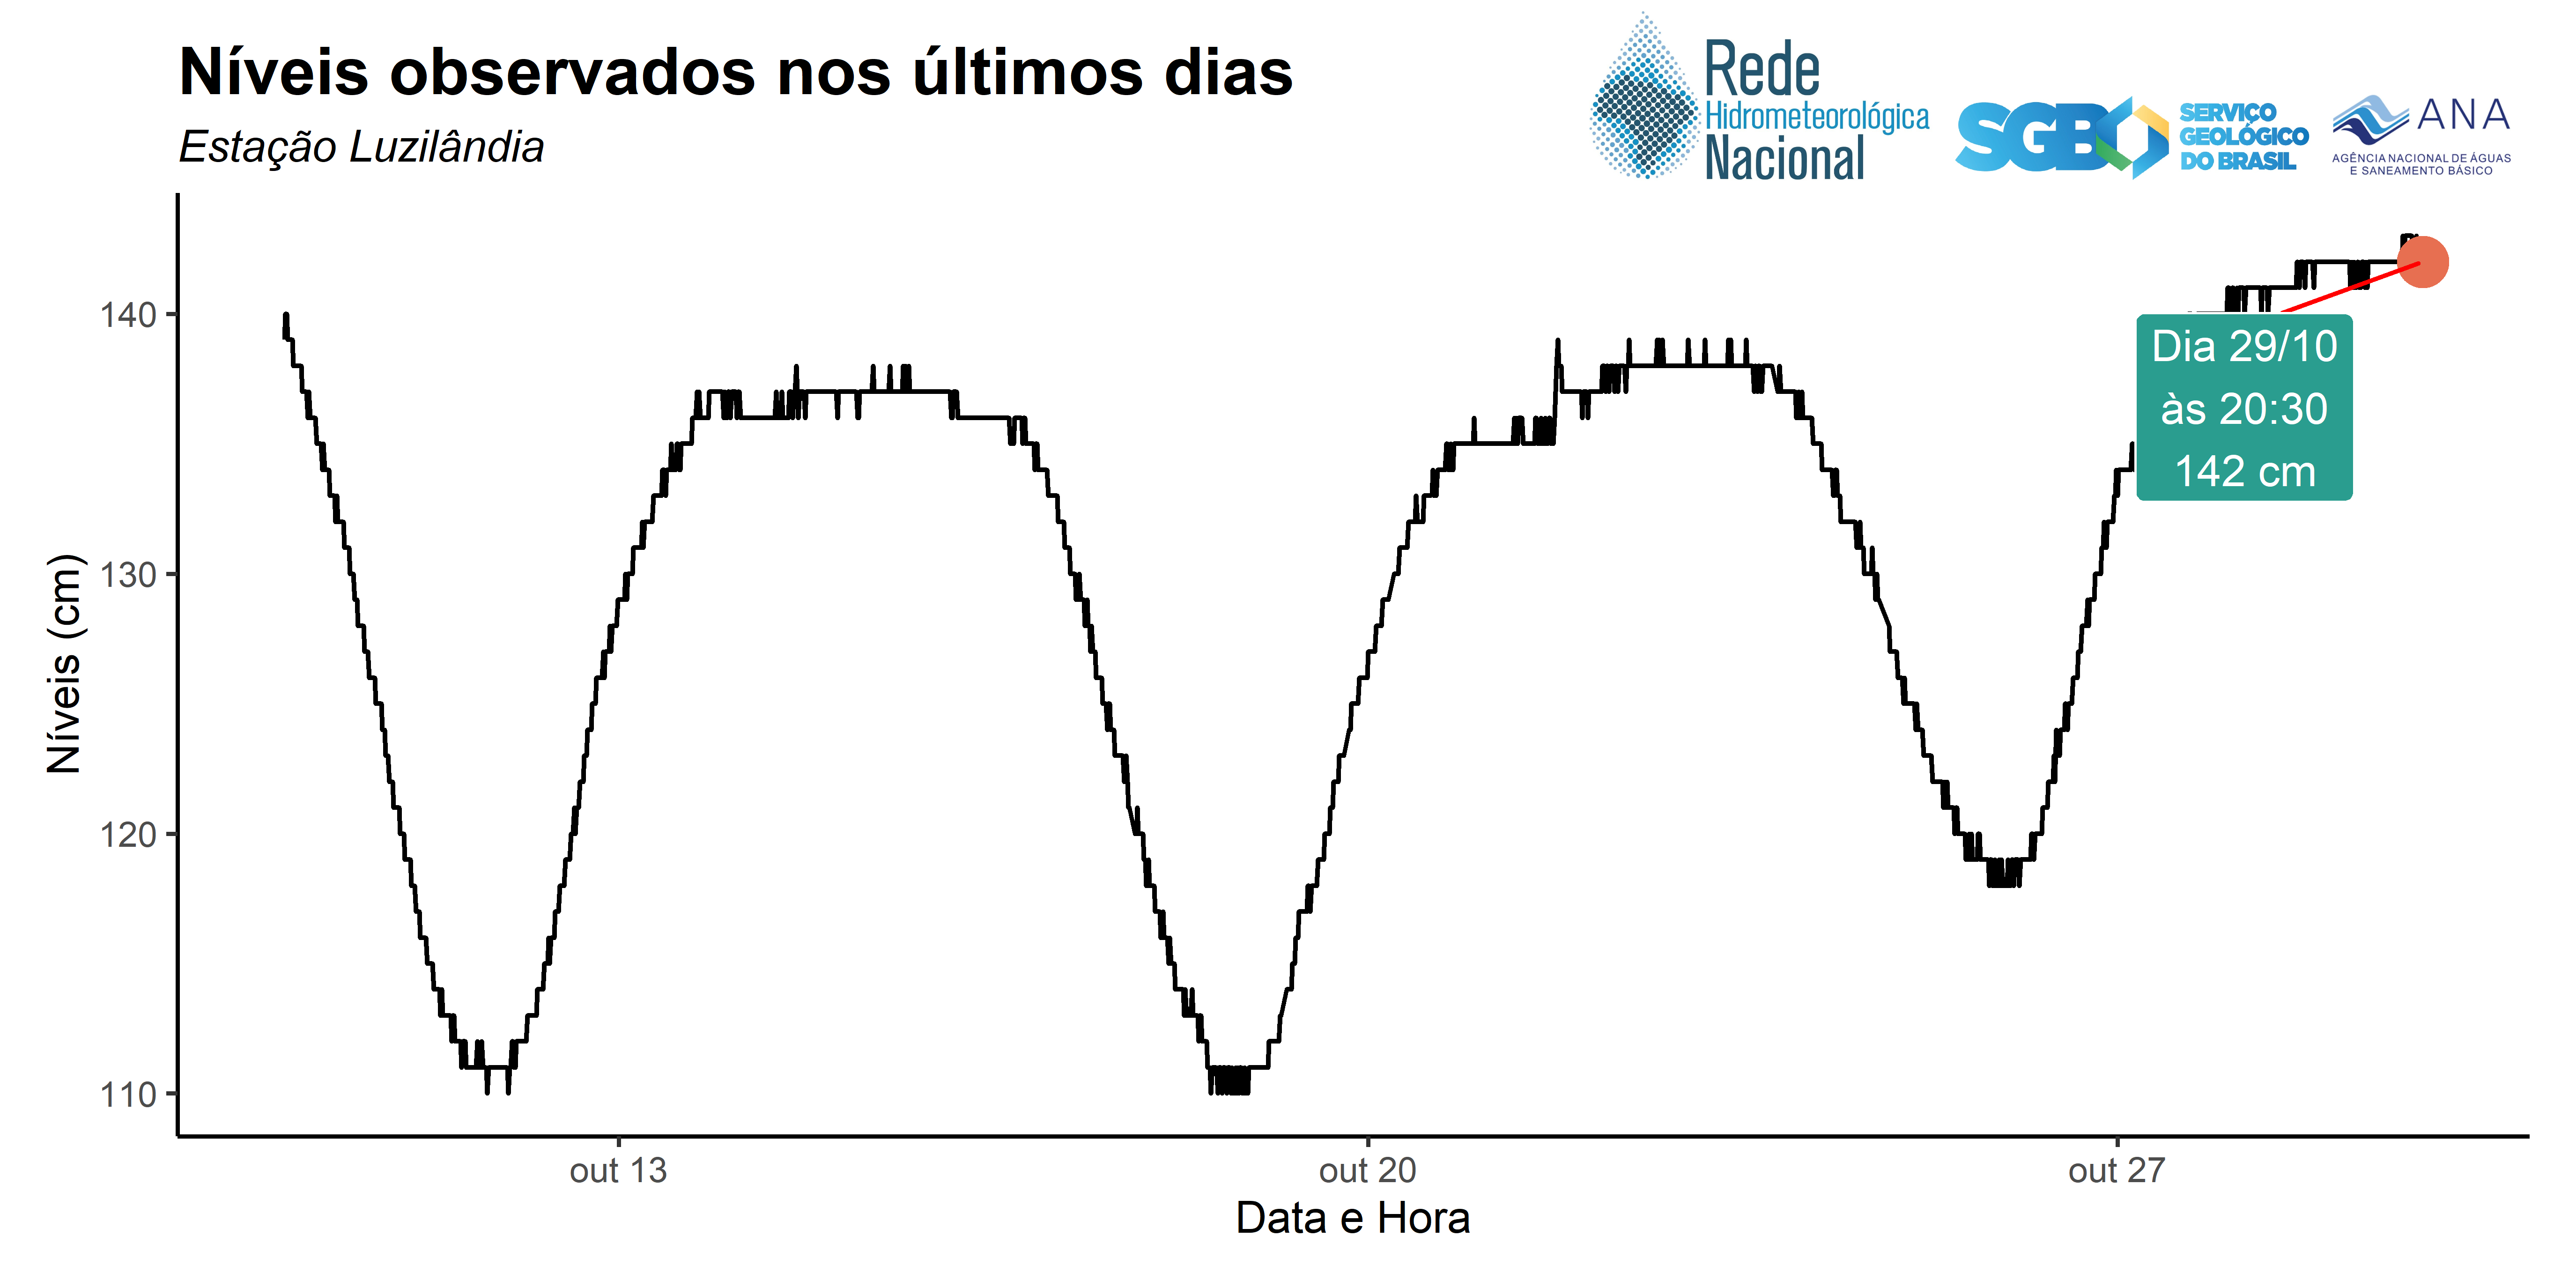 Níveis observados nos últimos dias
Estação Luzilândia
Rede
Hidrometeorológica
Nacional
SGB
SERVIÇO
GEOLÓGICO
DO BRASIL
ANA
AGÊNCIA NACIONAL DE ÁGUAS
E SANEAMENTO BÁSICO
Níveis (cm)
140
130
120
110
Dia 29/10
às 20:30
142 cm
out 13
out 20
out 27
Data e Hora